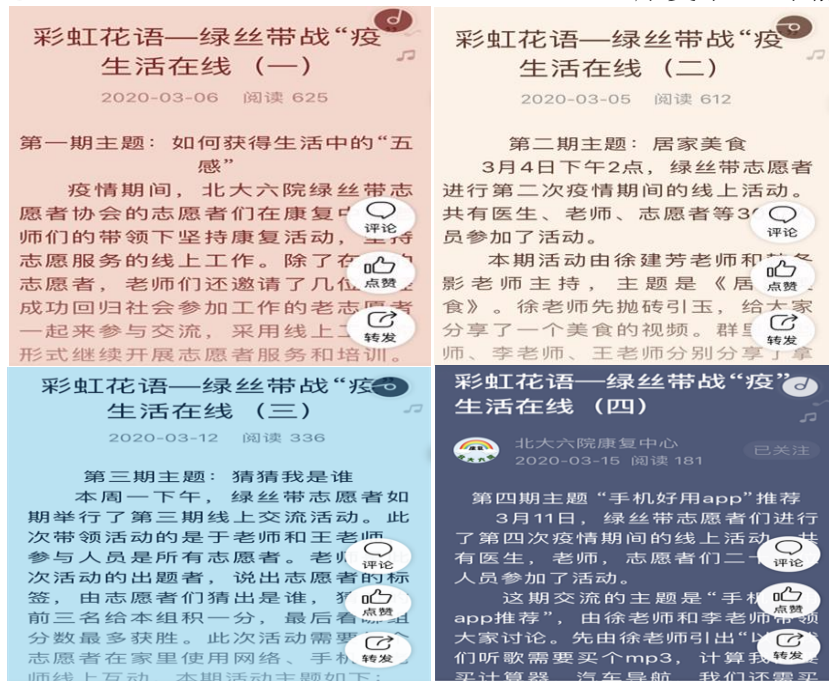 彩虹花语—绿丝带战“疫”
生活在线（一）
2020-03-06 阅读 625
第一期主题：如何获得生活中的“五
感”
疫情期间，北大六院绿丝带志
愿者协会的志愿者们在康复
师们的带领下坚持康复活动，坚持
志愿服务的线上工作。除了在
志愿者，老师们还邀请了几位
成功回归社会参加工作的老志愿者
一起来参与交流，采用线上
形式继续开展志愿者服务和培训。
评论
点赞
转发
彩虹花语—绿丝带战“疫”
生活在线（二）
2020-03-05 阅读 612
第二期主题：居家美食
3月4日下午2点，绿丝带志愿者
进行第二次疫情期间的线上活动。
共有医生、老师、志愿者等3
员参加了活动。
本期活动由徐建芳老师和
影老师主持，主题是《居
食》。徐老师先抛砖引玉，给大家
分享了一个美食的视频。群里
师、李老师、王老师分别分享了拿
评论
点赞
转发
彩虹花语—绿丝带战“疫”
生活在线（三）
2020-03-12 阅读 336
第三期主题：猜猜我是谁
本周一下午，绿丝带志愿者如
期举行了第三期线上交流活动。此
次带领活动的是于老师和王老师，
参与人员是所有志愿者。老师
次活动的出题者，说出志愿者的标
签，由志愿者们猜出是谁，
前三名给本组积一分，最后看哪组
分数最多获胜。此次活动需要
志愿者在家里使用网络、手机
师线上互动，本期活动主题如下：
评论
点赞
转发
彩虹花语—绿丝带战“疫”
生活在线（四）
北大六院康复中心
2020-03-15 阅读 181
已关注
第四期主题“手机好用app”推荐
3月11日，绿丝带志愿者们进行
了第四次疫情期间的线上活动，共
有医生，老师，志愿者们二十
人员参加了活动。
这期交流的主题是“手机
app推荐”，由徐老师和李老师带领
大家讨论。先由徐老师引出“以
们听歌需要买个mp3，计算我
买计算器，汽车导航，我们还需买
评论
点赞
转发